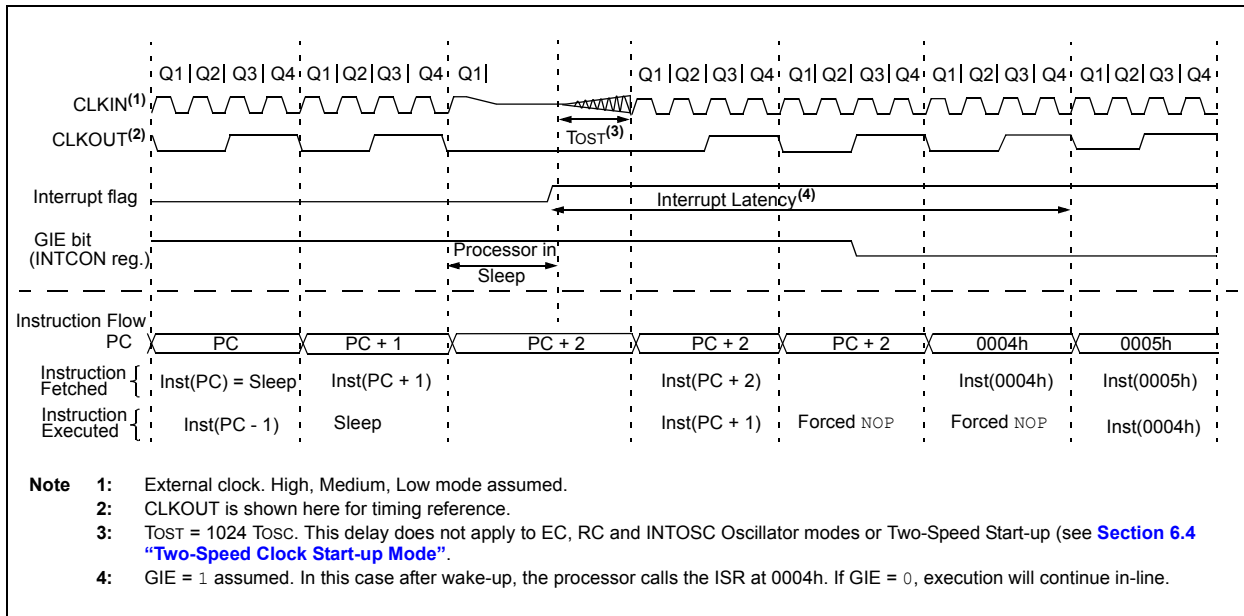 Q1 Q2 Q3 Q4 Q1 Q2 Q3 Q4 Q1 Q1 Q2 Q3 Q4 Q1 Q2 Q3 Q4 Q1 Q2 Q3 Q4 Q1 Q2 Q3 Q4
CLKIN(1)
CLKOUT(2) TOST(3)
Interrupt flag Interrupt Latency(4)
GIE bit
(INTCON reg.) Processor in
Sleep
Instruction Flow
PC PC PC + 1 PC + 2 PC + 2 PC + 2 0004h 0005h
Instruction
Fetched Inst(PC) = Sleep Inst(PC + 1) Inst(PC + 2) Inst(0004h) Inst(0005h)
Instruction
Executed Inst(PC - 1) Sleep Inst(PC + 1) Forced NOP Forced NOP Inst(0004h)
Note 1: External clock. High, Medium, Low mode assumed.
2: CLKOUT is shown here for timing reference.
3: TOST = 1024 TOSC. This delay does not apply to EC, RC and INTOSC Oscillator modes or Two-Speed Start-up (see Section 6.4
“Two-Speed Clock Start-up Mode”.
4: GIE = 1 assumed. In this case after wake-up, the processor calls the ISR at 0004h. If GIE = 0, execution will continue in-line.